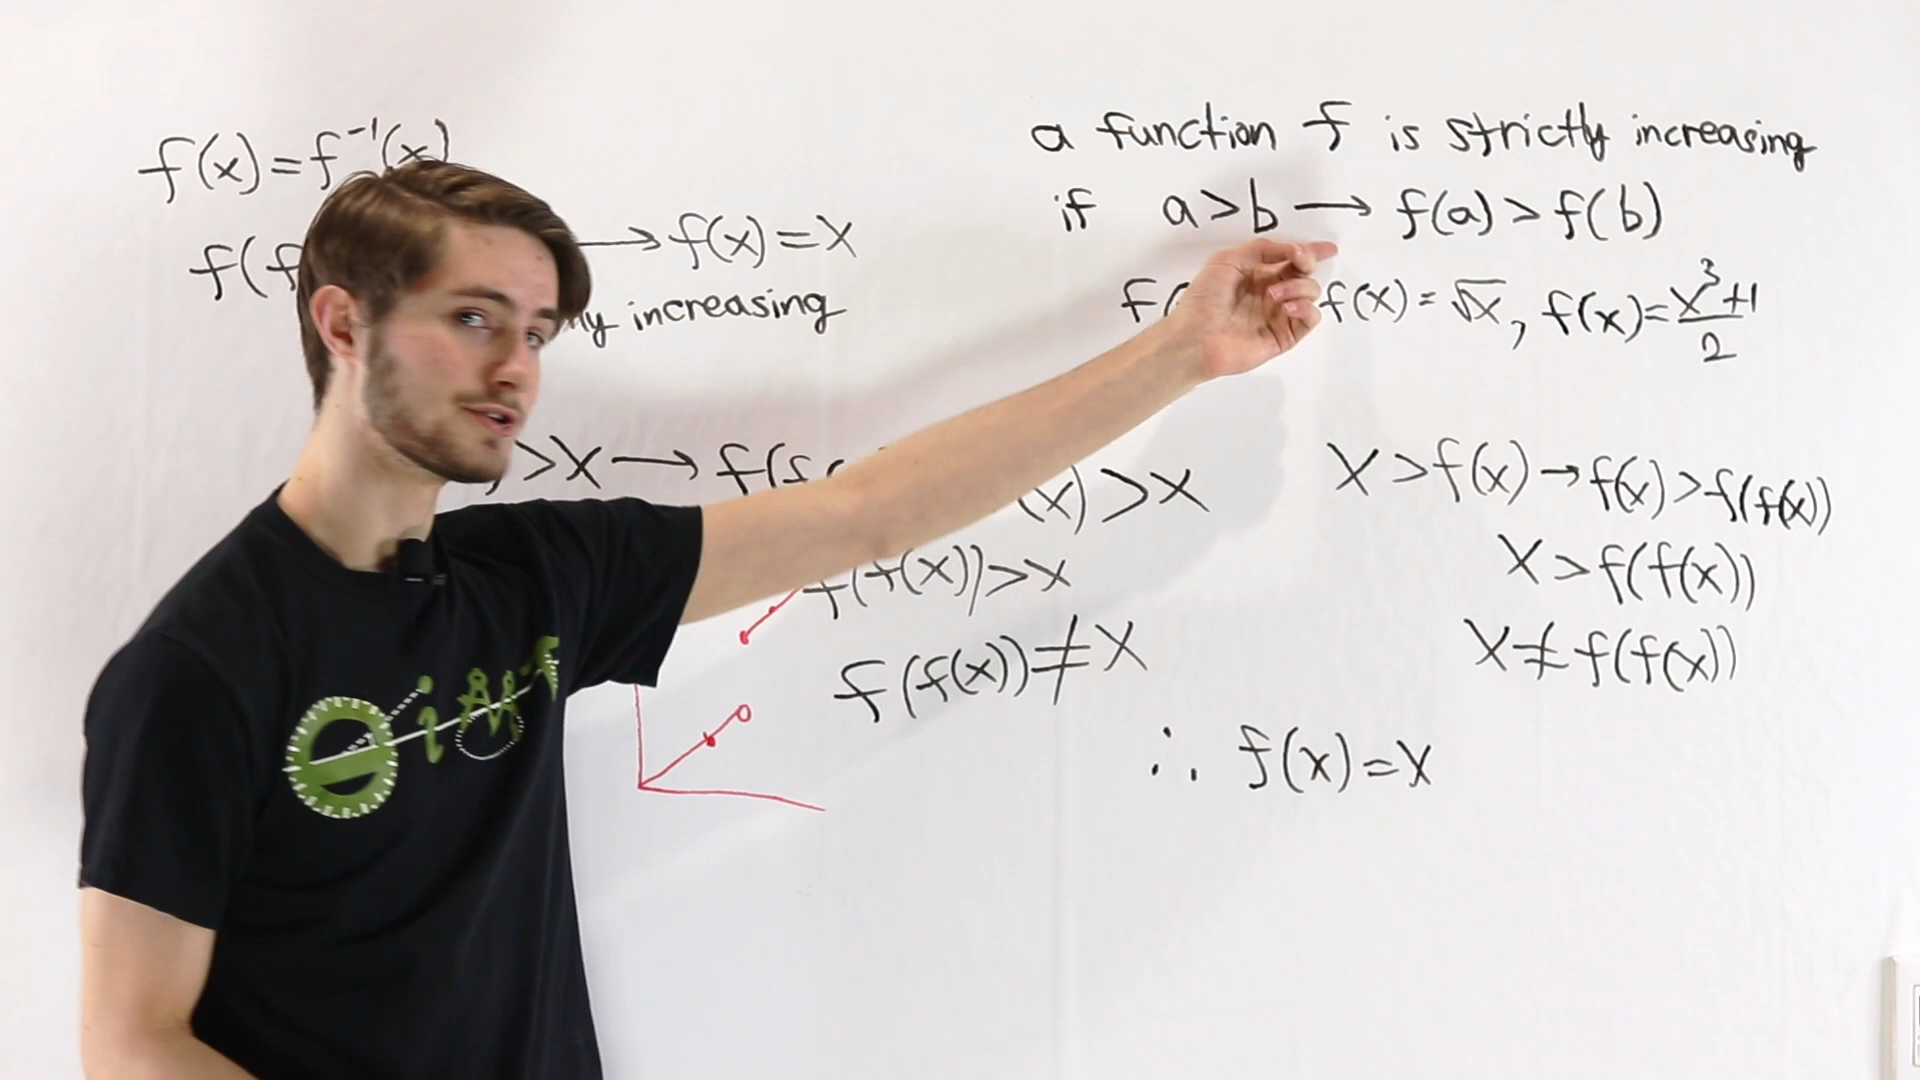 f(x)=f⁻¹(x)
f(f
→ f(x)=x
increasing
a function f is strictly increasing
if a>b → f(a)>f(b)
f( f(x)=√x, f(x)=(x³+1)/2
>x → f(f
(x)>x
f(f(x))>x
f(f(x))≠x
x>f(x)→f(x)>f(f(x))
x>f(f(x))
x≠f(f(x))
∴ f(x)=x